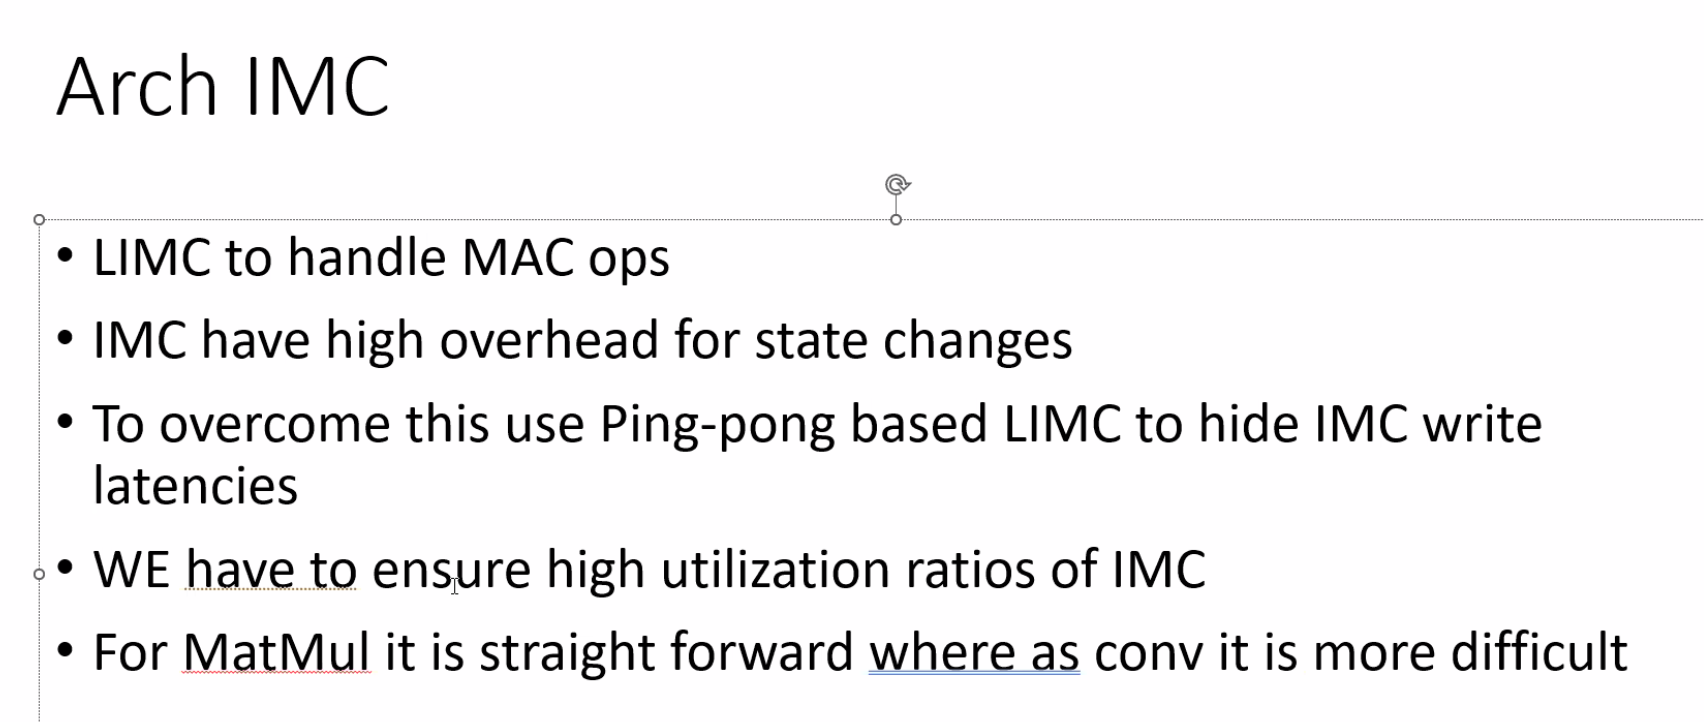 Arch IMC
• LIMC to handle MAC ops
• IMC have high overhead for state changes
• To overcome this use Ping-pong based LIMC to hide IMC write
latencies
• WE have to ensure high utilization ratios of IMC
• For MatMul it is straight forward where as conv it is more difficult